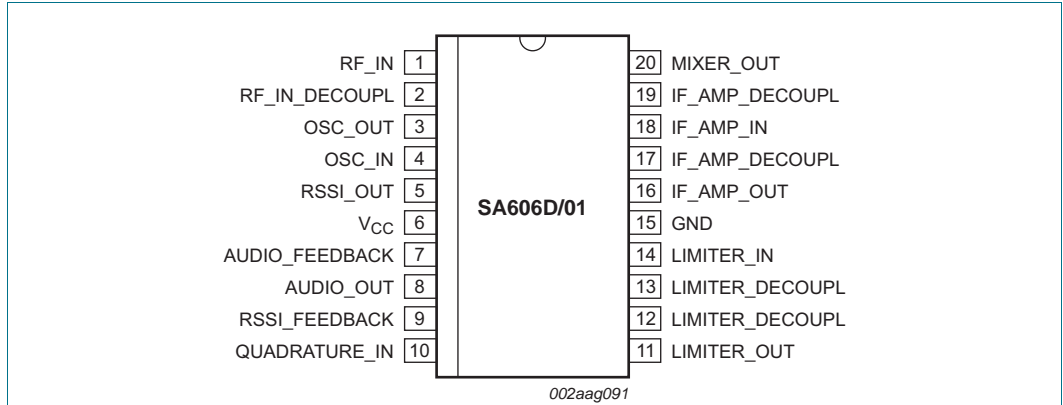 RF_IN 1
RF_IN_DECOUPL 2
OSC_OUT 3
OSC_IN 4
RSSI_OUT 5
VCC 6
AUDIO_FEEDBACK 7
AUDIO_OUT 8
RSSI_FEEDBACK 9
QUADRATURE_IN 10
SA606D/01
20 MIXER_OUT
19 IF_AMP_DECOUPL
18 IF_AMP_IN
17 IF_AMP_DECOUPL
16 IF_AMP_OUT
15 GND
14 LIMITER_IN
13 LIMITER_DECOUPL
12 LIMITER_DECOUPL
11 LIMITER_OUT
002aag091